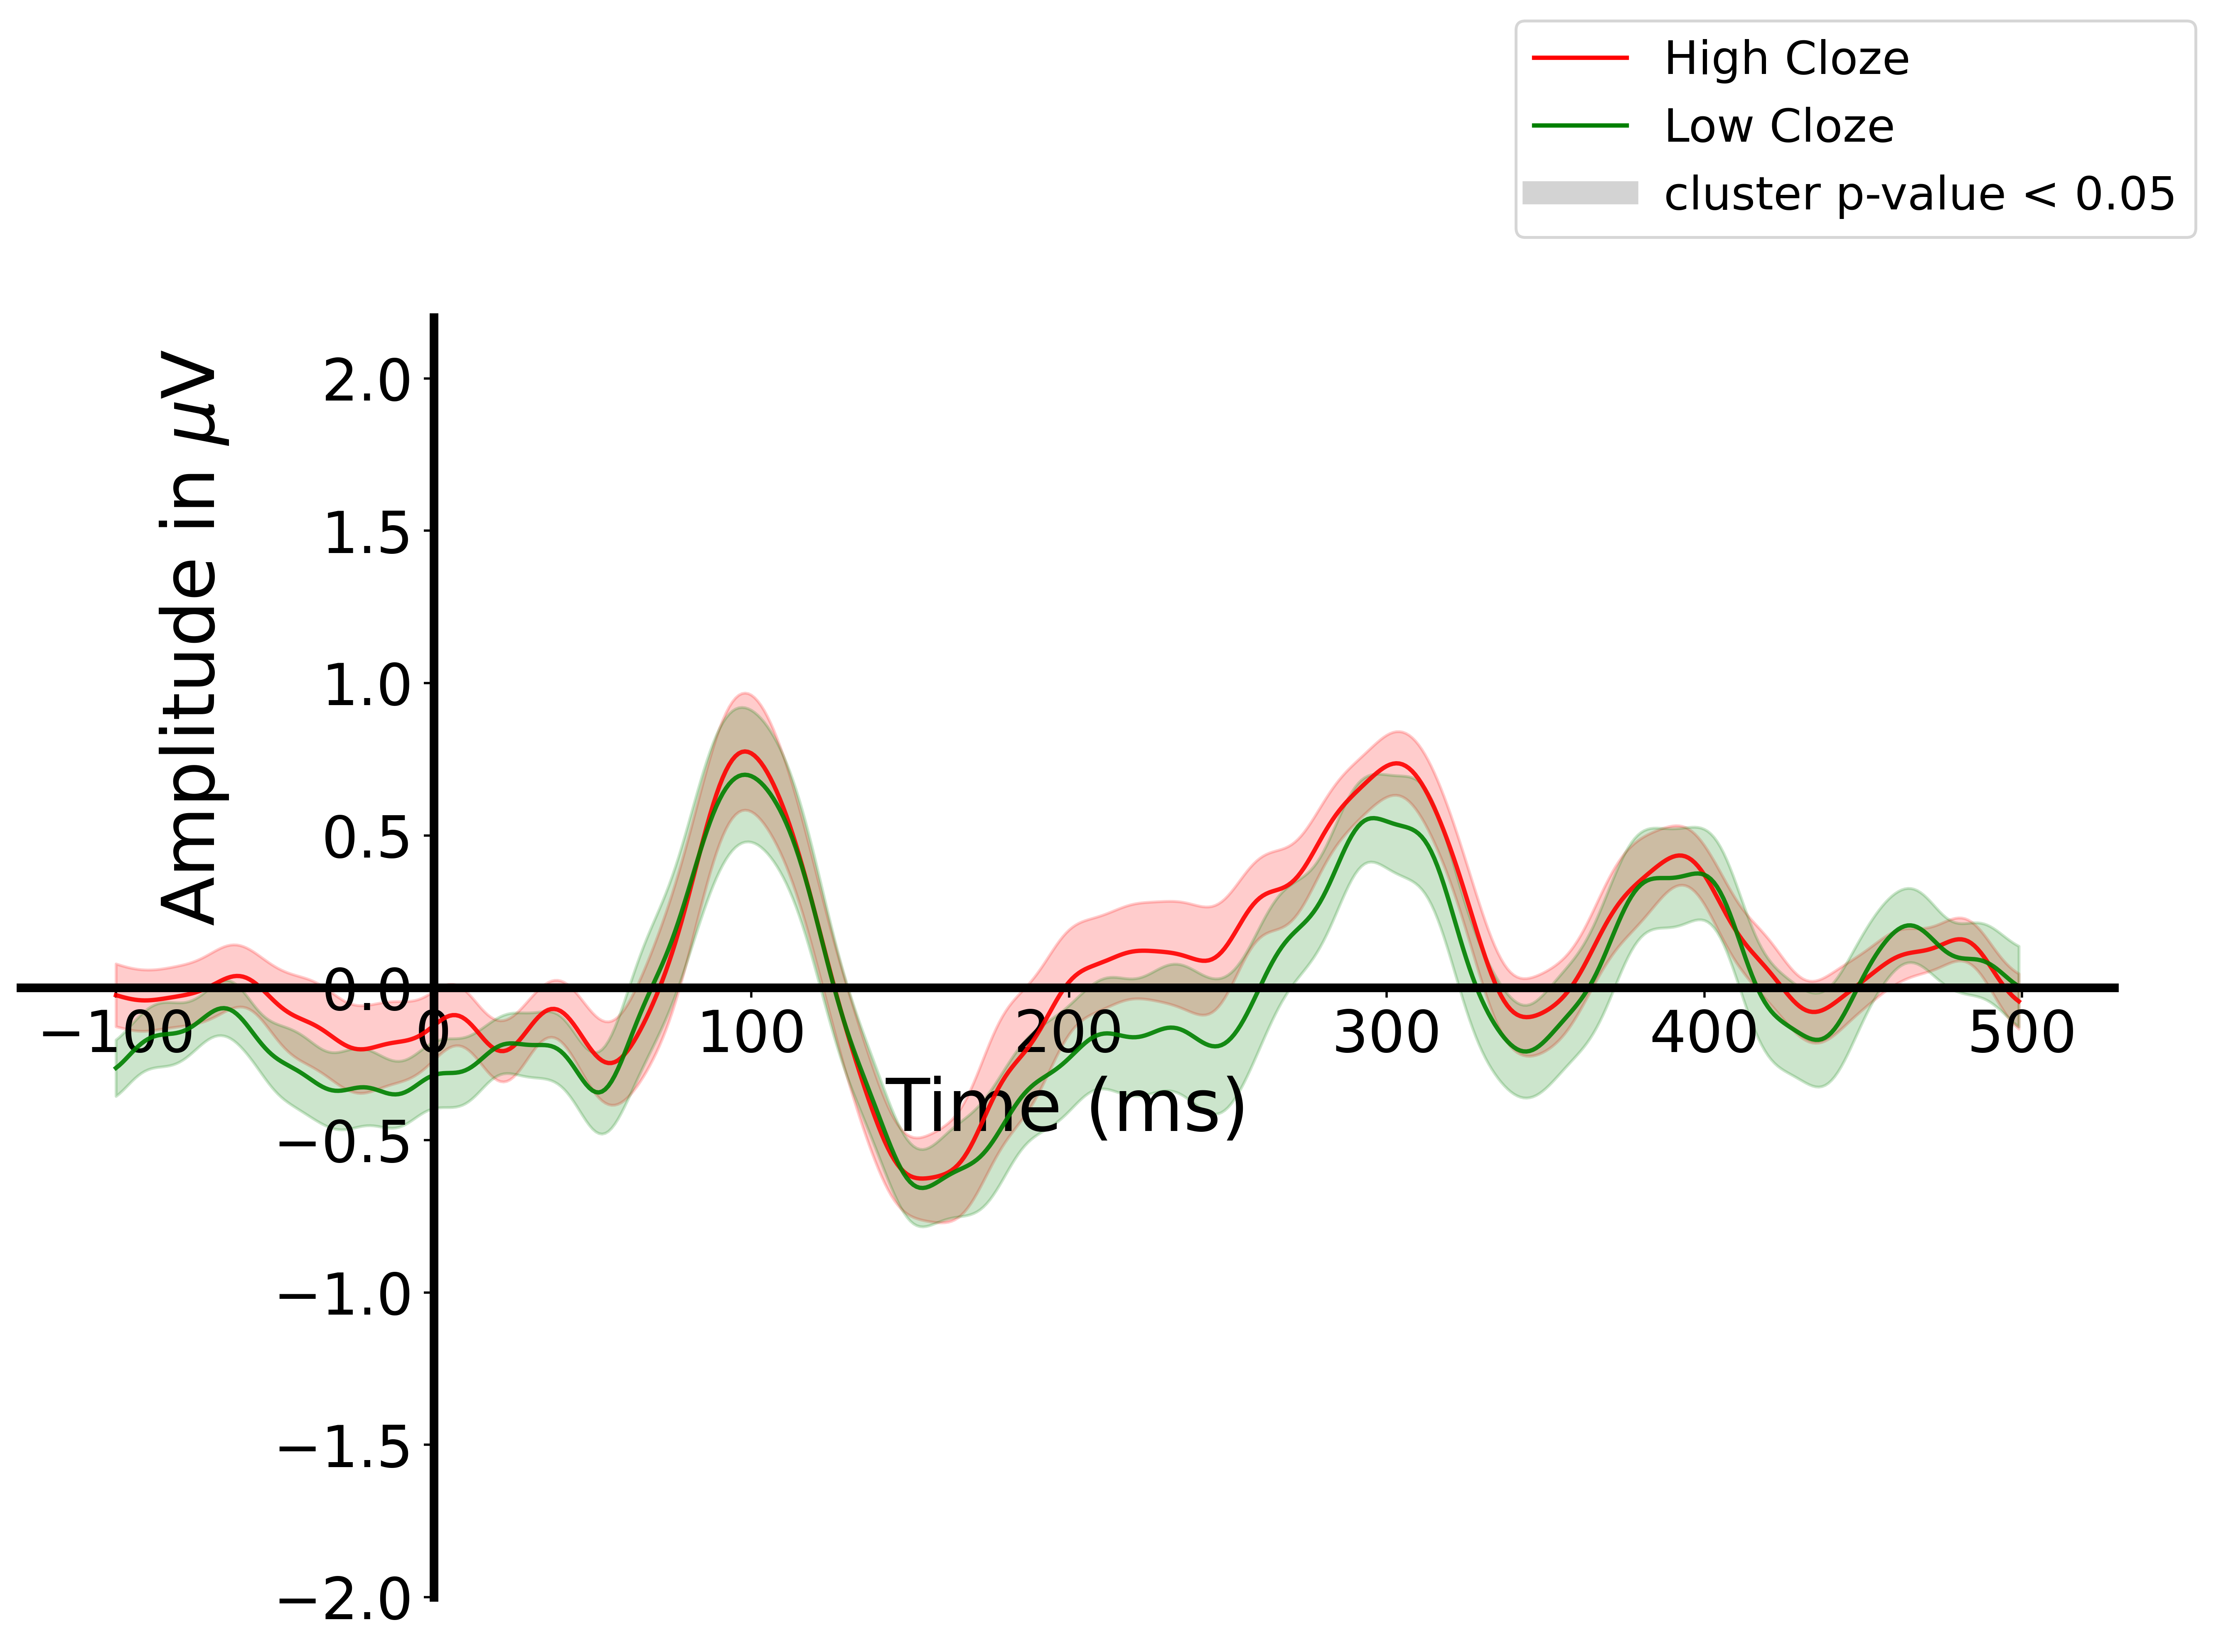 High Cloze
Low Cloze
cluster p-value < 0.05
Amplitude in μV
2.0
1.5
1.0
0.5
0.0
−0.5
−1.0
−1.5
−2.0
−100 0 100 200 300 400 500
Time (ms)